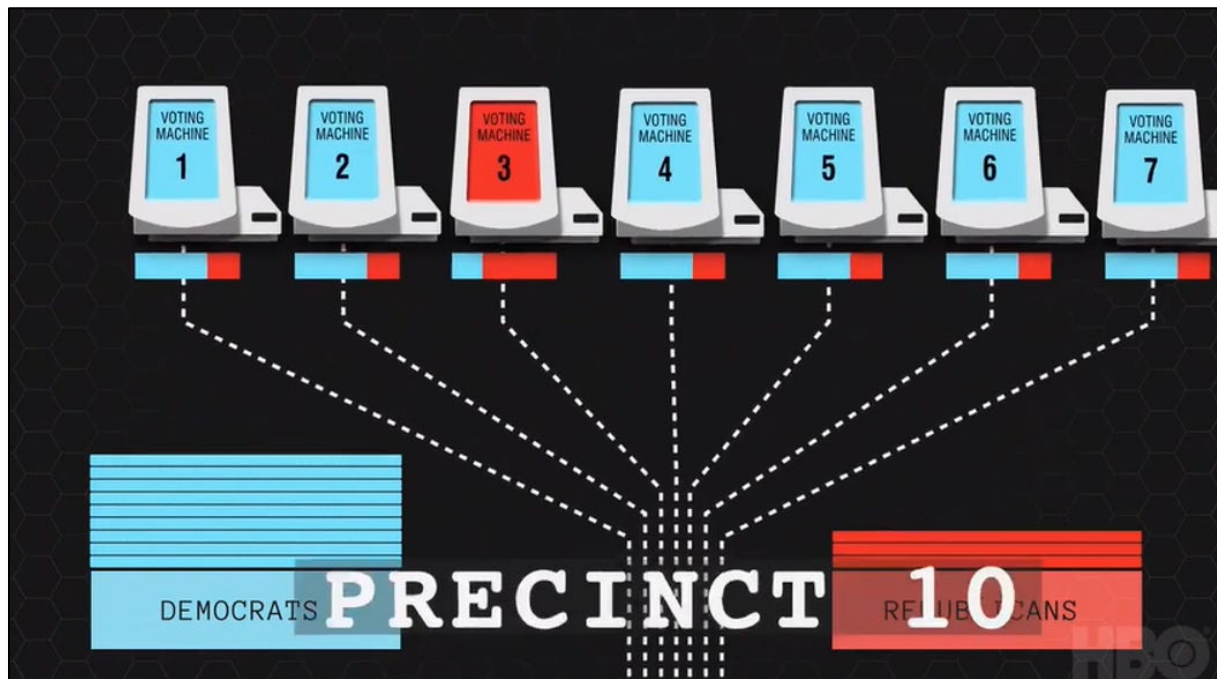 VOTING
MACHINE
1
VOTING
MACHINE
2
VOTING
MACHINE
3
VOTING
MACHINE
4
VOTING
MACHINE
5
VOTING
MACHINE
6
VOTING
MACHINE
7
DEMOCRATS
PRECINCT 10
REPUBLICANS
HBO